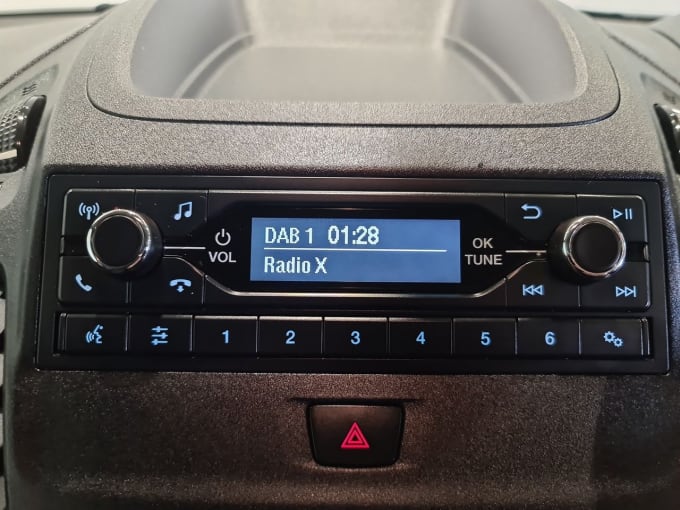 DAB 1 01:28
Radio X
VOL
OK
TUNE
1 2 3 4 5 6